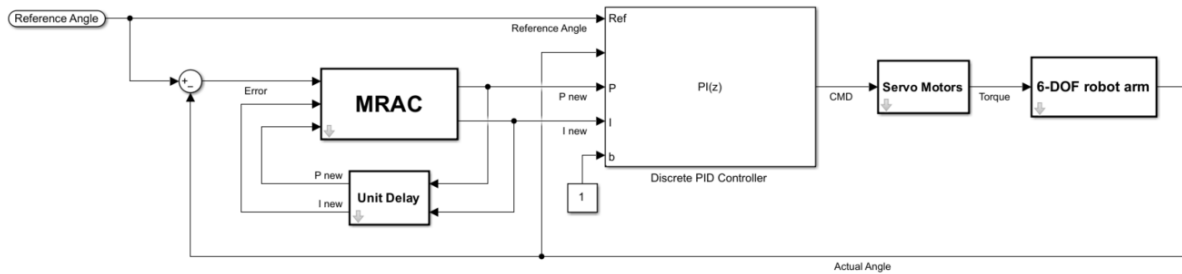 Reference Angle
Ref
Reference Angle
+
−
Error
MRAC
P new
P
PI(z)
CMD
Servo Motors
Torque
6-DOF robot arm
I new
I
b
P new
Unit Delay
I new
1
Discrete PID Controller
Actual Angle